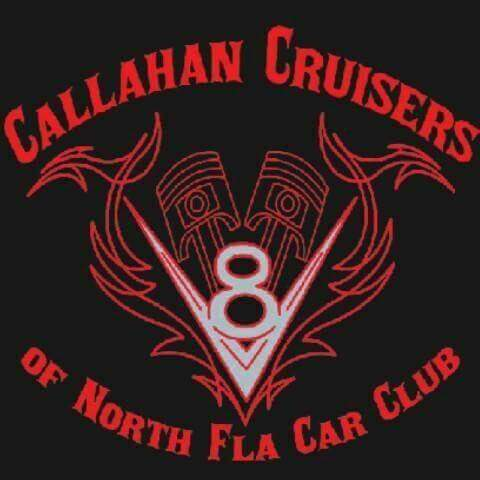 Callahan Cruisers
8
of North Fla Car Club